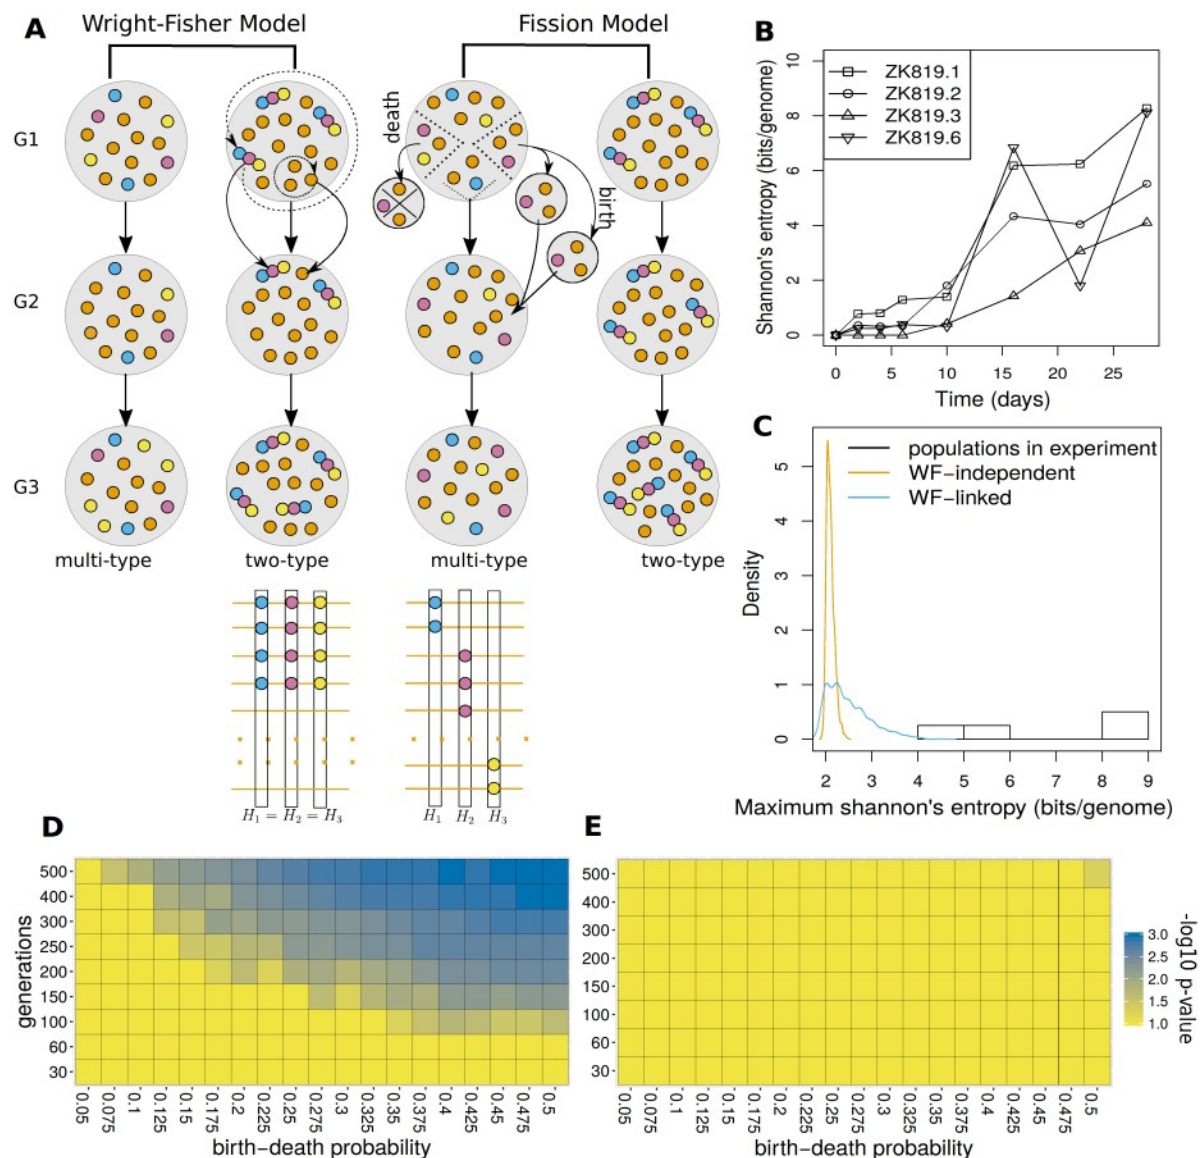 A
Wright-Fisher Model
Fission Model
G1
G2
G3
death
birth
multi-type
two-type
multi-type
two-type
H1 = H2 = H3
H1 H2 H3
B
ZK819.1
ZK819.2
ZK819.3
ZK819.6
Shannon's entropy (bits/genome)
10
8
6
4
2
0
0 5 10 15 20 25
Time (days)
C
populations in experiment
WF−independent
WF−linked
Density
5
4
3
2
1
0
2 3 4 5 6 7 8 9
Maximum shannon's entropy (bits/genome)
D
generations
500
400
300
250
200
150
100
60
30
0.05 0.075 0.1 0.125 0.15 0.175 0.2 0.225 0.25 0.275 0.3 0.325 0.35 0.375 0.4 0.425 0.45 0.475 0.5
birth−death probability
E
500
400
300
200
150
100
60
30
0.05 0.075 0.1 0.125 0.15 0.175 0.2 0.225 0.25 0.275 0.3 0.325 0.35 0.375 0.4 0.425 0.45 0.475 0.5
birth−death probability
-log10 p-value
3.0
2.5
2.0
1.5
1.0